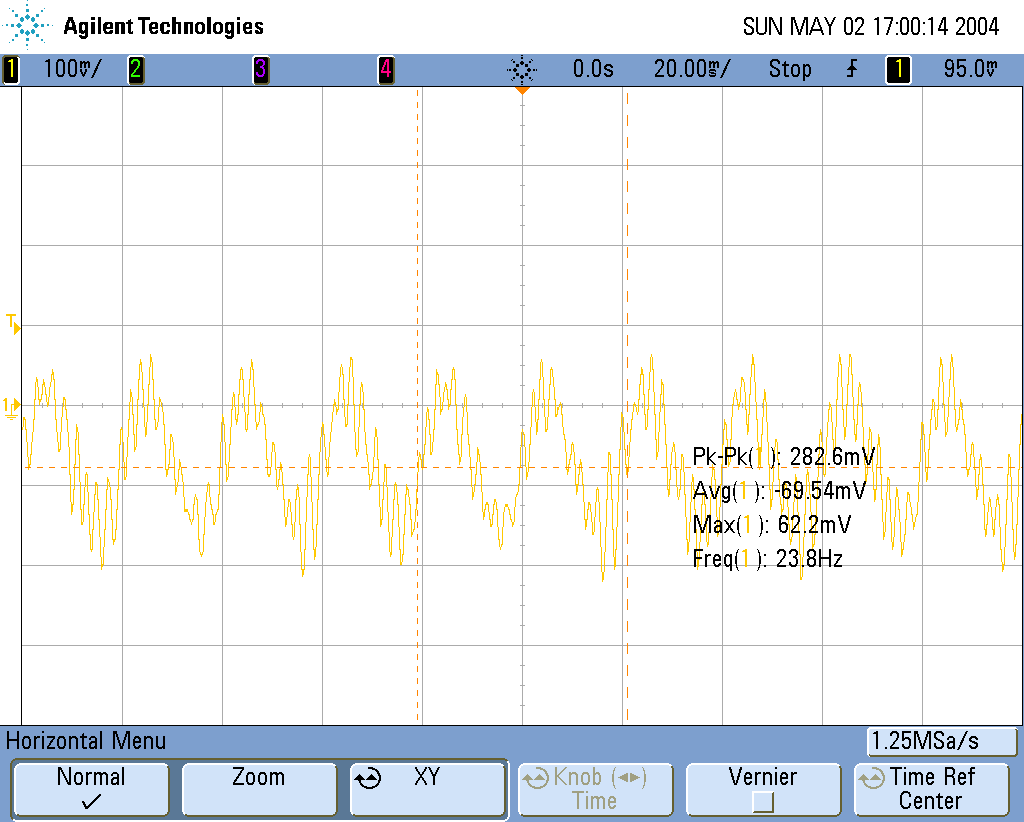 Agilent Technologies
SUN MAY 02 17:00:14 2004
1 100mV/ 2 3 4 0.0s 20.00ms/ Stop 1 95.0mV
T
1
Pk-Pk(1): 282.6mV
Avg(1): -69.54mV
Max(1): 62.2mV
Freq(1): 23.8Hz
Horizontal Menu
1.25MSa/s
Normal
Zoom
XY
Knob (◄►)
Time
Vernier
Time Ref
Center